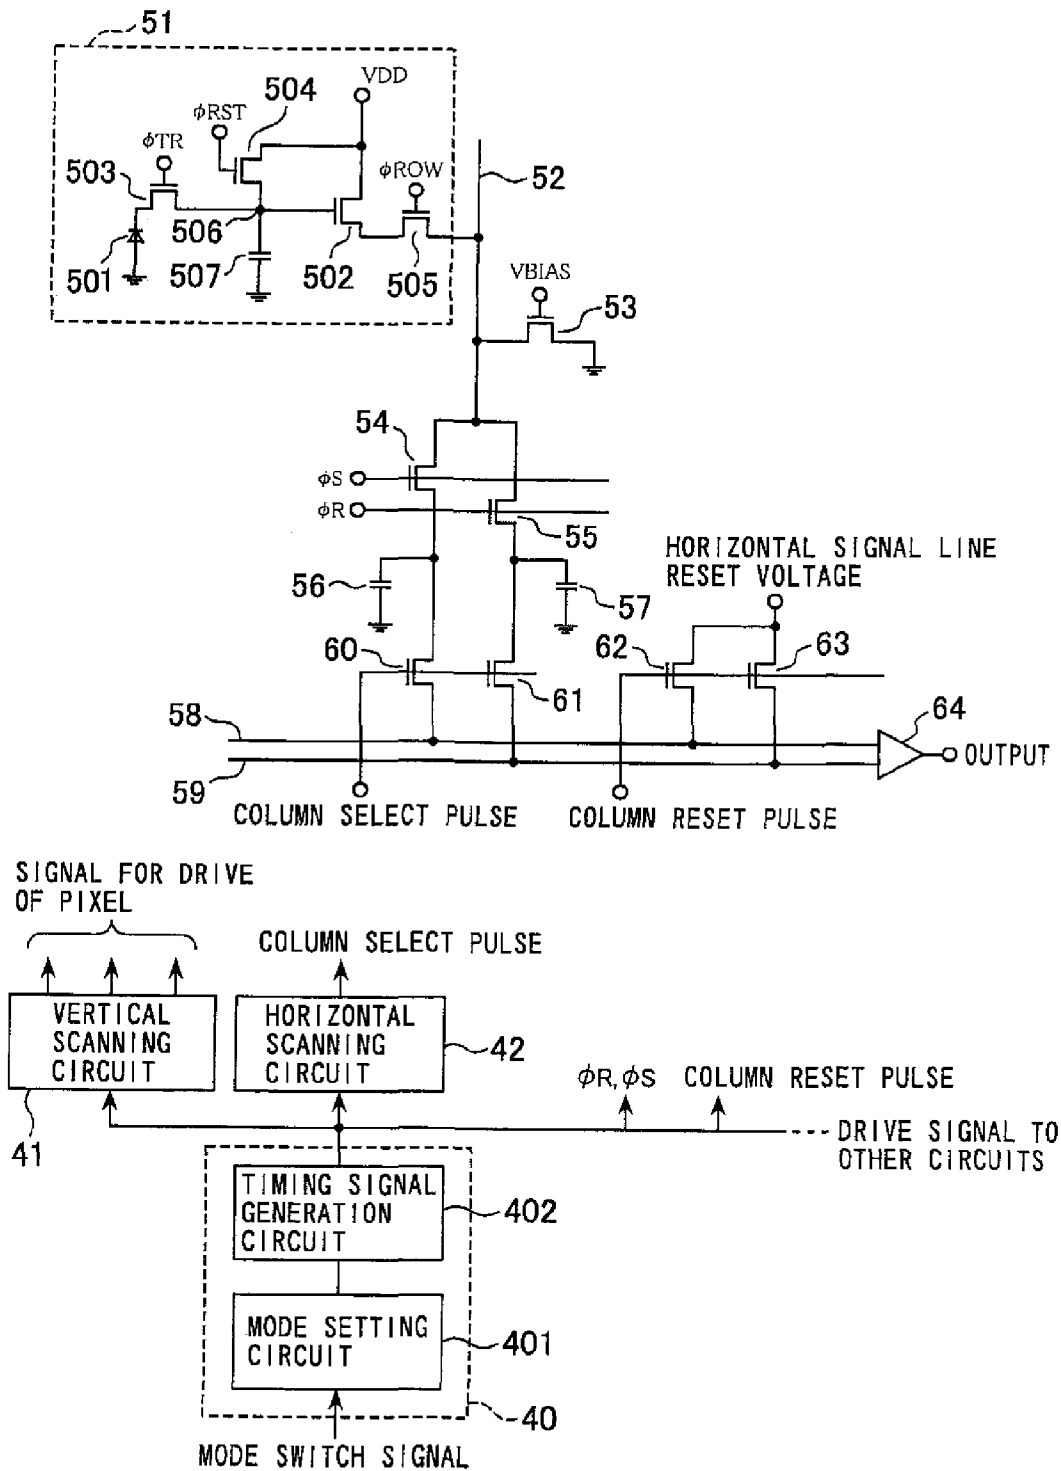 51
VDD
504
φRST
φTR
503
φROW
52
506
501
507
502
505
VBIAS
53
54
φS
φR
55
HORIZONTAL SIGNAL LINE
RESET VOLTAGE
56
57
60
62
63
61
58
64
OUTPUT
59
COLUMN SELECT PULSE
COLUMN RESET PULSE
SIGNAL FOR DRIVE
OF PIXEL
COLUMN SELECT PULSE
VERTICAL
SCANNING
CIRCUIT
HORIZONTAL
SCANNING
CIRCUIT
42
φR, φS
COLUMN RESET PULSE
41
DRIVE SIGNAL TO
OTHER CIRCUITS
TIMING SIGNAL
GENERATION
CIRCUIT
402
MODE SETTING
CIRCUIT
401
40
MODE SWITCH SIGNAL